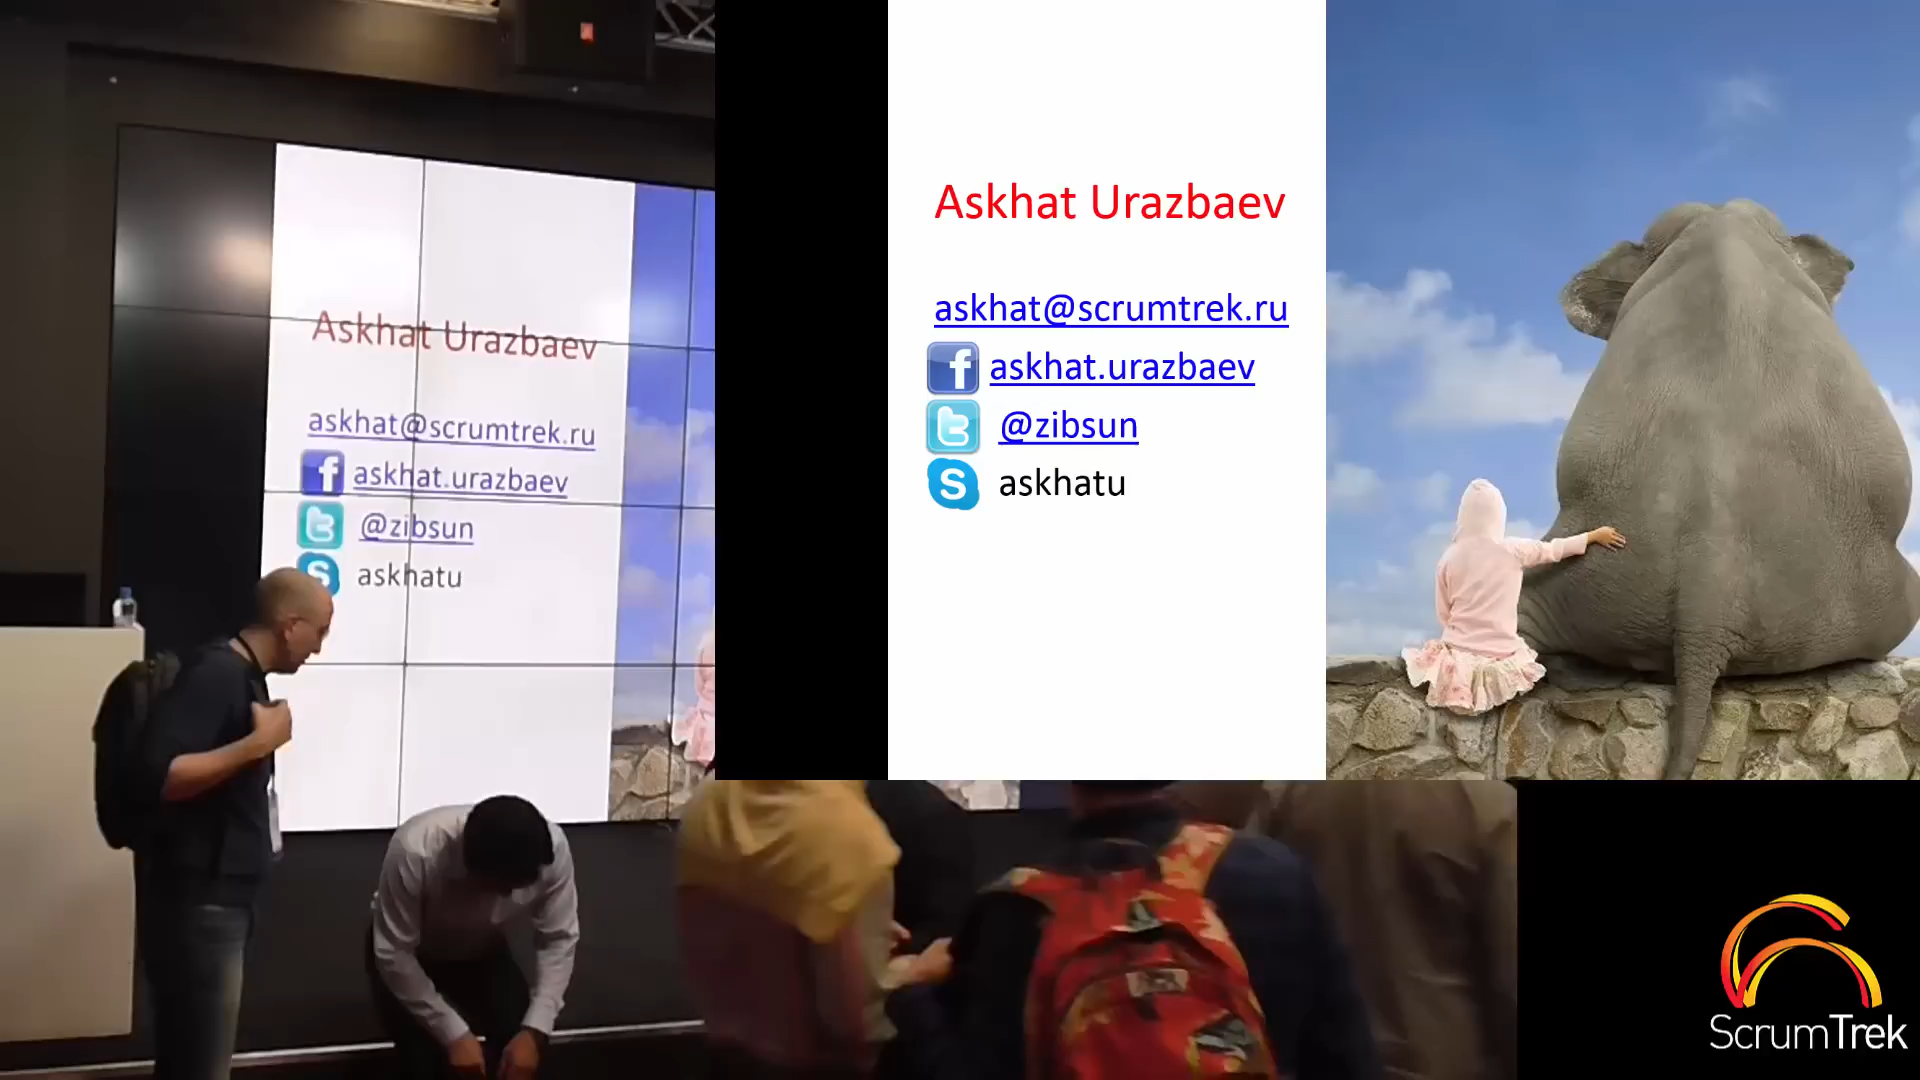 Askhat Urazbaev
askhat@scrumtrek.ru
f askhat.urazbaev
t @zibsun
S askhatu
Askhat Urazbaev
askhat@scrumtrek.ru
f askhat.urazbaev
t @zibsun
S askhatu
ScrumTrek